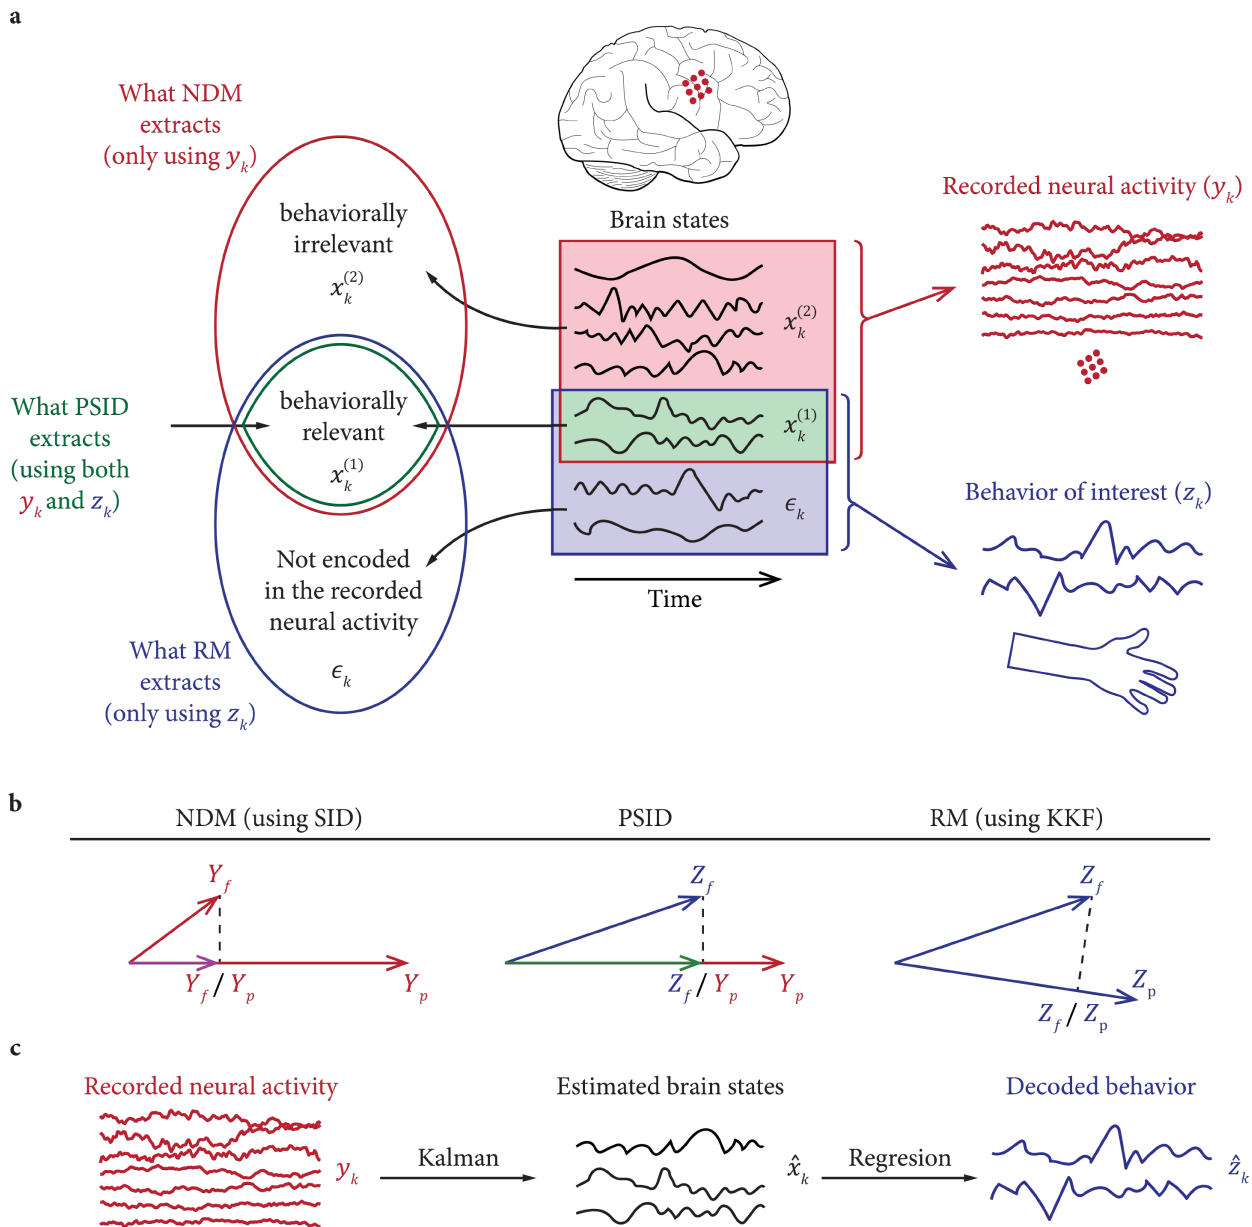 a
What NDM
extracts
(only using y_k)
behaviorally
irrelevant
x_k^(2)
What PSID
extracts
(using both
y_k and z_k)
behaviorally
relevant
x_k^(1)
Not encoded
in the recorded
neural activity
ϵ_k
What RM
extracts
(only using z_k)
Brain states
x_k^(2)
x_k^(1)
ϵ_k
Time
Recorded neural activity (y_k)
Behavior of interest (z_k)
b
NDM (using SID)
PSID
RM (using KKF)
Y_f
Y_f / Y_p
Y_p
Z_f
Z_f / Y_p
Y_p
Z_f
Z_p
Z_f / Z_p
c
Recorded neural activity
y_k
Kalman
Estimated brain states
x̂_k
Regresion
Decoded behavior
ẑ_k